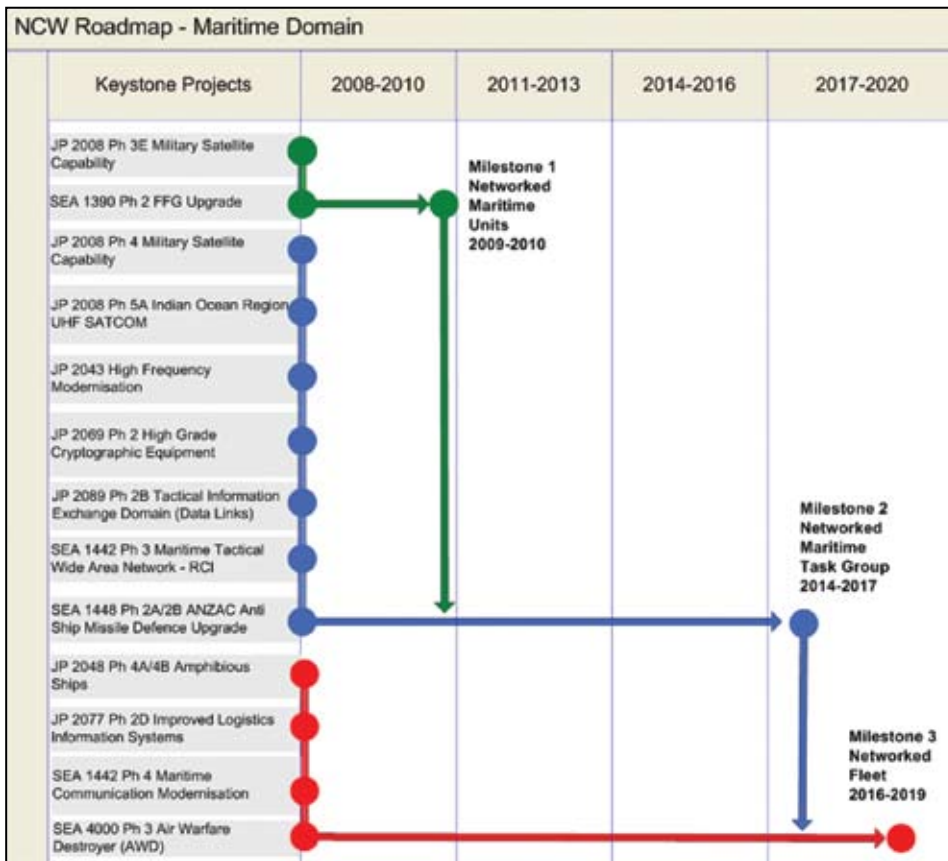 NCW Roadmap - Maritime Domain
Keystone Projects
2008-2010
2011-2013
2014-2016
2017-2020
JP 2008 Ph 3E Military Satellite
Capability
SEA 1390 Ph 2 FFG Upgrade
JP 2008 Ph 4 Military Satellite
Capability
JP 2008 Ph 5A Indian Ocean Region
UHF SATCOM
JP 2043 High Frequency
Modernisation
JP 2069 Ph 2 High Grade
Cryptographic Equipment
JP 2089 Ph 2B Tactical Information
Exchange Domain (Data Links)
SEA 1442 Ph 3 Maritime Tactical
Wide Area Network - RCI
SEA 1448 Ph 2A/2B ANZAC Anti
Ship Missile Defence Upgrade
JP 2048 Ph 4A/4B Amphibious
Ships
JP 2077 Ph 2D Improved Logistics
Information Systems
SEA 1442 Ph 4 Maritime
Communication Modernisation
SEA 4000 Ph 3 Air Warfare
Destroyer (AWD)
Milestone 1
Networked
Maritime
Units
2009-2010
Milestone 2
Networked
Maritime
Task Group
2014-2017
Milestone 3
Networked
Fleet
2016-2019